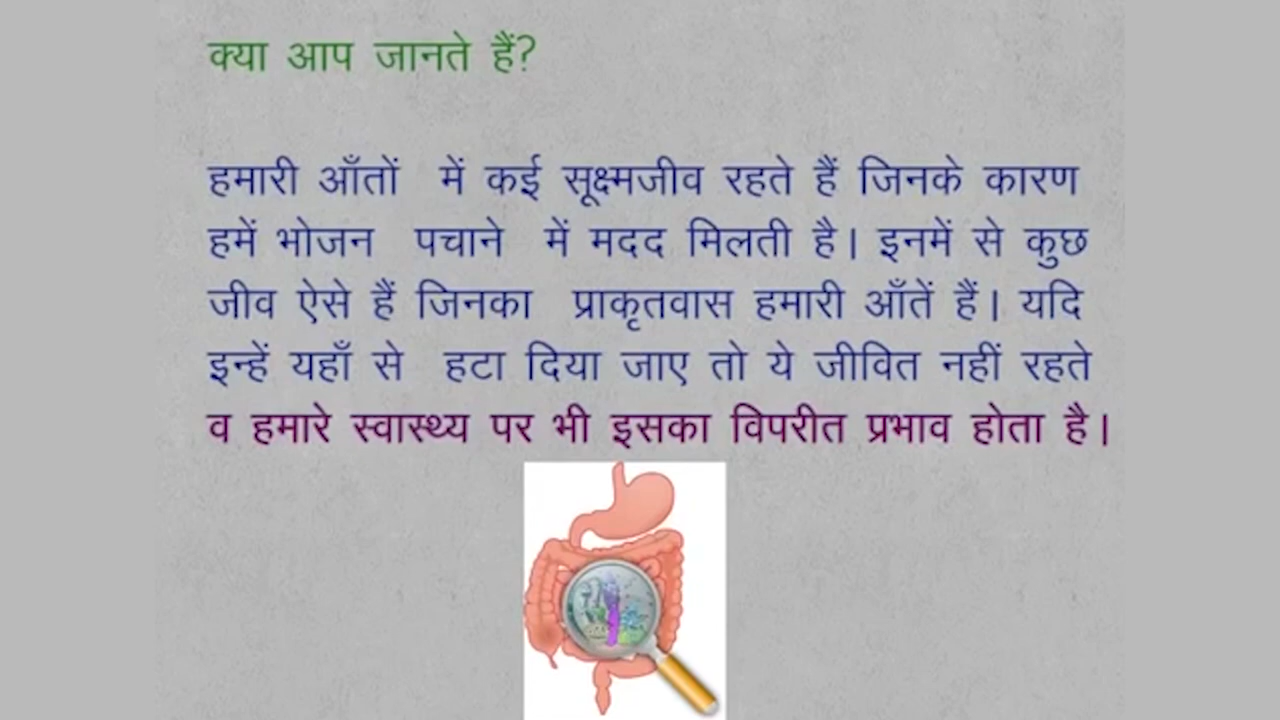 क्या आप जानते हैं?
हमारी आँतों में कई सूक्ष्मजीव रहते हैं जिनके कारण
हमें भोजन पचाने में मदद मिलती है। इनमें से कुछ
जीव ऐसे हैं जिनका प्राकृतवास हमारी आँतें हैं। यदि
इन्हें यहाँ से हटा दिया जाए तो ये जीवित नहीं रहते
व हमारे स्वास्थ्य पर भी इसका विपरीत प्रभाव होता है।